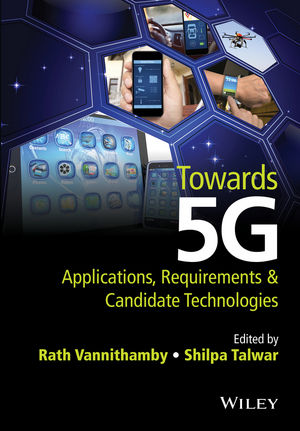 Towards
5G
Applications, Requirements &
Candidate Technologies
Edited by
Rath Vannithamby • Shilpa Talwar
WILEY